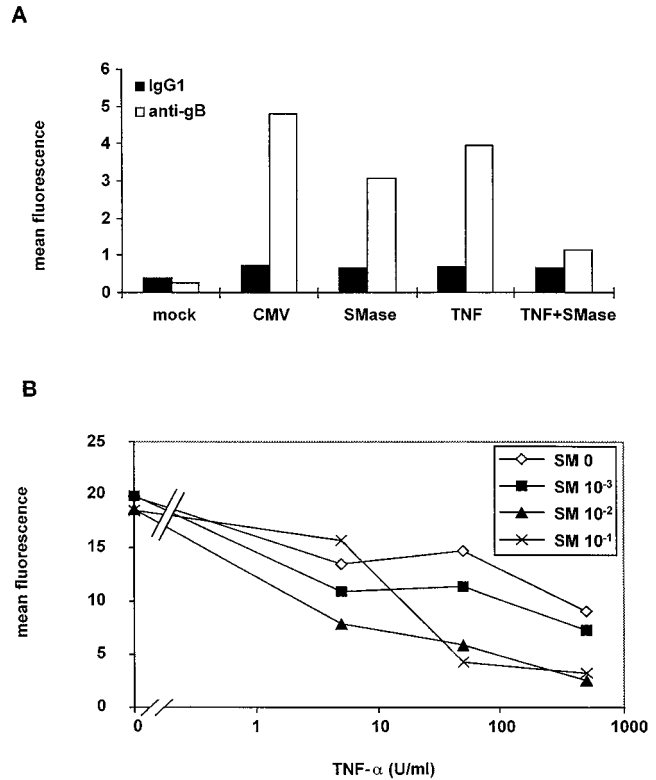 A
6
5
4
3
2
1
0
mean fluorescence
IgG1
anti-gB
mock CMV SMase TNF TNF+SMase
B
25
20
15
10
5
0
mean fluorescence
SM 0
SM 10⁻³
SM 10⁻²
SM 10⁻¹
0 1 10 100 1000
TNF-α (U/ml)